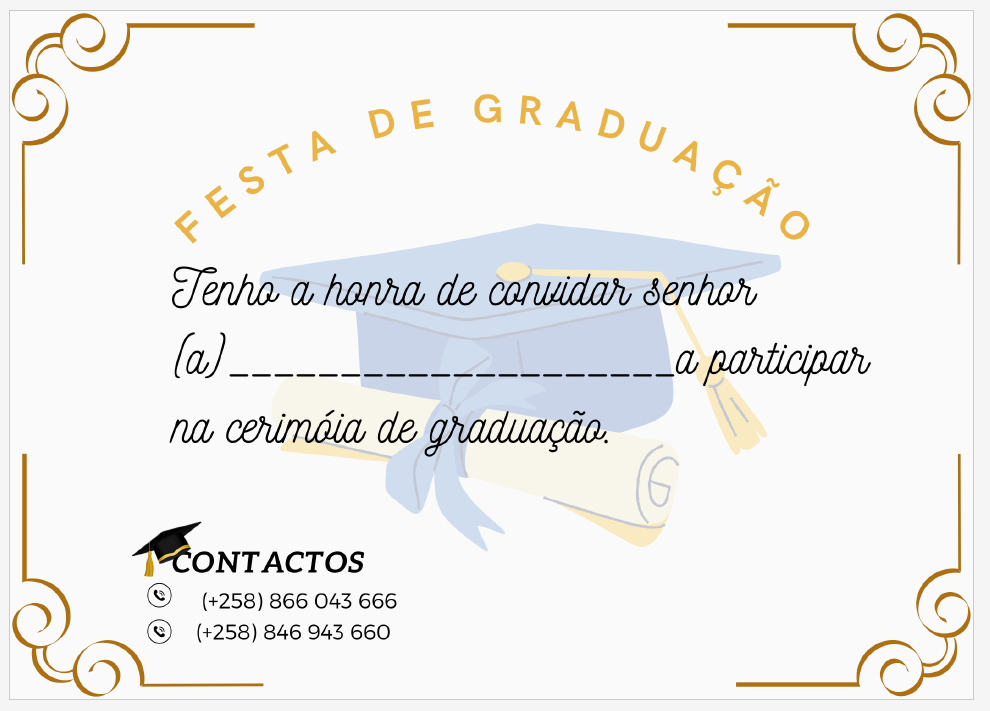 FESTA DE GRADUAÇÃO
Tenho a honra de convidar senhor
(a)____________________a participar
na cerimóia de graduação.
CONTACTOS
(+258) 866 043 666
(+258) 846 943 660